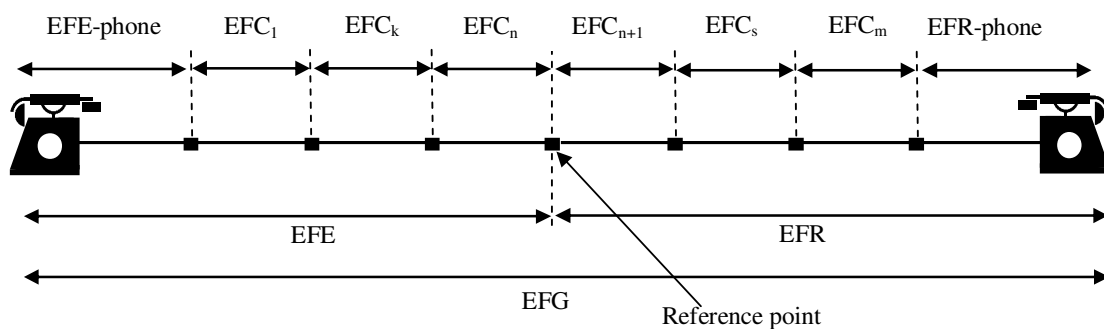 EFE-phone EFC₁ EFCₖ EFCₙ EFCₙ₊₁ EFCₛ EFCₘ EFR-phone
EFE EFR
EFG
Reference point